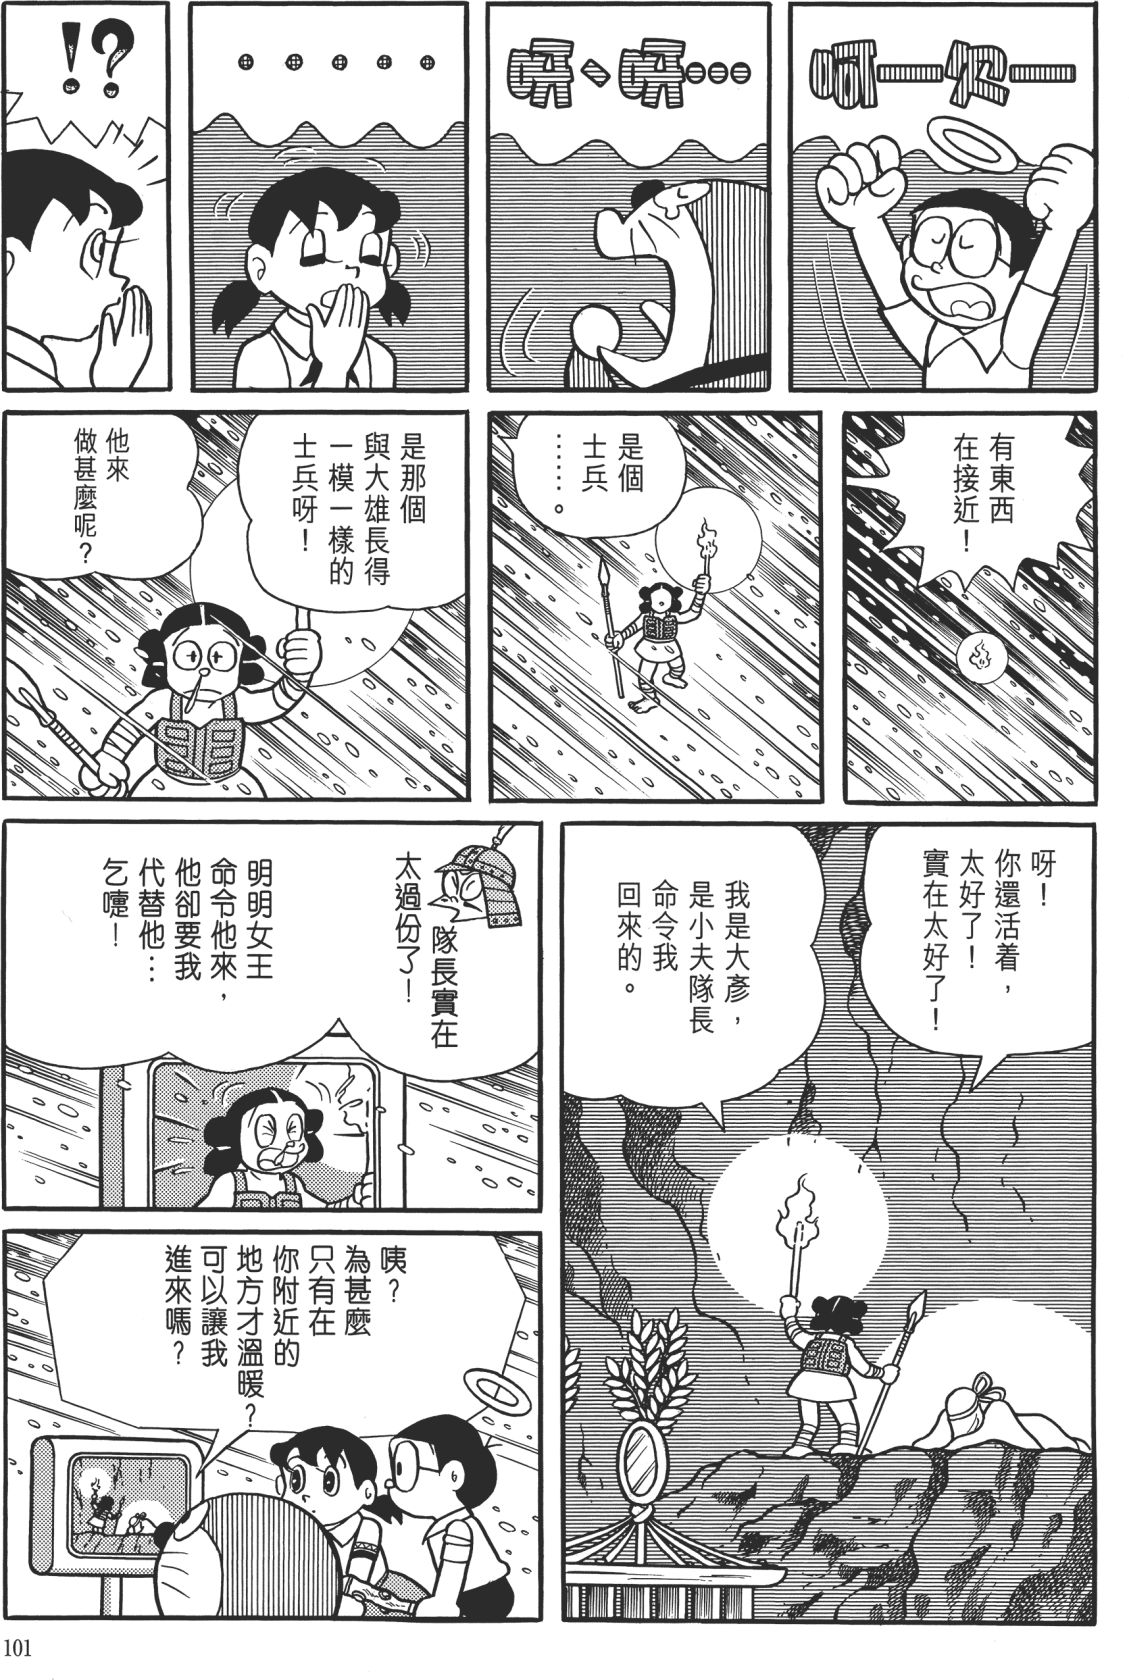 呵—欠—
呀、呀…
．．．．．
!?
有東西
在接近！
是個
士兵
……。
是那個
與大雄長得
一模一樣的
士兵呀！
他來
做甚麼呢？
呀！
你還活着，
太好了！
實在太好了！
我是大彥，
是小夫隊長
命令我
回來的。
隊長實在
太過份了！
明明女王
命令他來，
他卻要我
代替他…
乞嚏！
咦？
為甚麼
只有在
你附近的
地方才溫暖？
可以讓我
進來嗎？
101